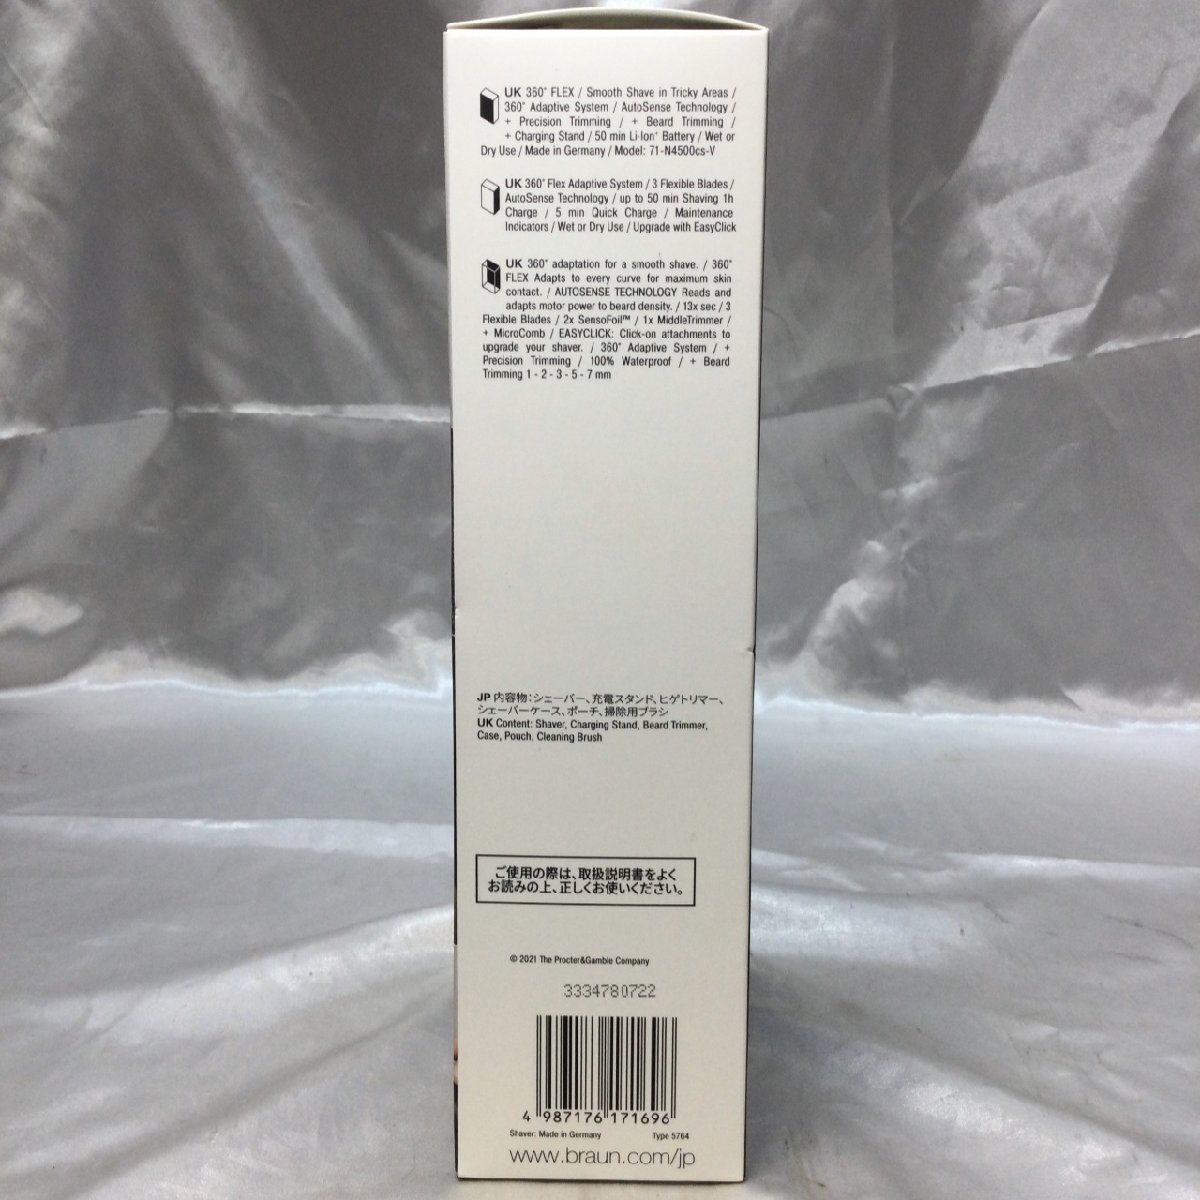 UK 360° FLEX / Smooth Shave in Tricky Areas /
360° Adaptive System / AutoSense Technology /
+ Precision Trimming / + Beard Trimming /
+ Charging Stand / 50 min Li-Ion+ Battery / Wet or
Dry Use / Made in Germany / Model: 71-N4500cs-V
UK 360° Flex Adaptive System / 3 Flexible Blades /
AutoSense Technology / up to 50 min Shaving 1h
Charge / 5 min Quick Charge / Maintenance
Indicators / Wet or Dry Use / Upgrade with EasyClick
UK 360° adaptation for a smooth shave. / 360°
FLEX Adapts to every curve for maximum skin
contact. / AUTOSENSE TECHNOLOGY Reads and
adapts motor power to beard density. / 13x sec / 3
Flexible Blades / 2x SensoFoil™ / 1x MiddleTrimmer /
+ MicroComb / EASYCLICK: Click-on attachments to
upgrade your shaver. / 360° Adaptive System / +
Precision Trimming / 100% Waterproof / + Beard
Trimming 1 - 2 - 3 - 5 - 7 mm
JP 内容物:シェーバー、充電スタンド、ヒゲトリマー、
シェーバーケース、ポーチ、掃除用ブラシ
UK Content: Shaver, Charging Stand, Beard Trimmer,
Case, Pouch, Cleaning Brush
ご使用の際は、取扱説明書をよく
お読みの上、正しくお使いください。
© 2021 The Procter&Gamble Company
3334780722
4 987176 171696
Shaver: Made in Germany Type 5764
www.braun.com/jp